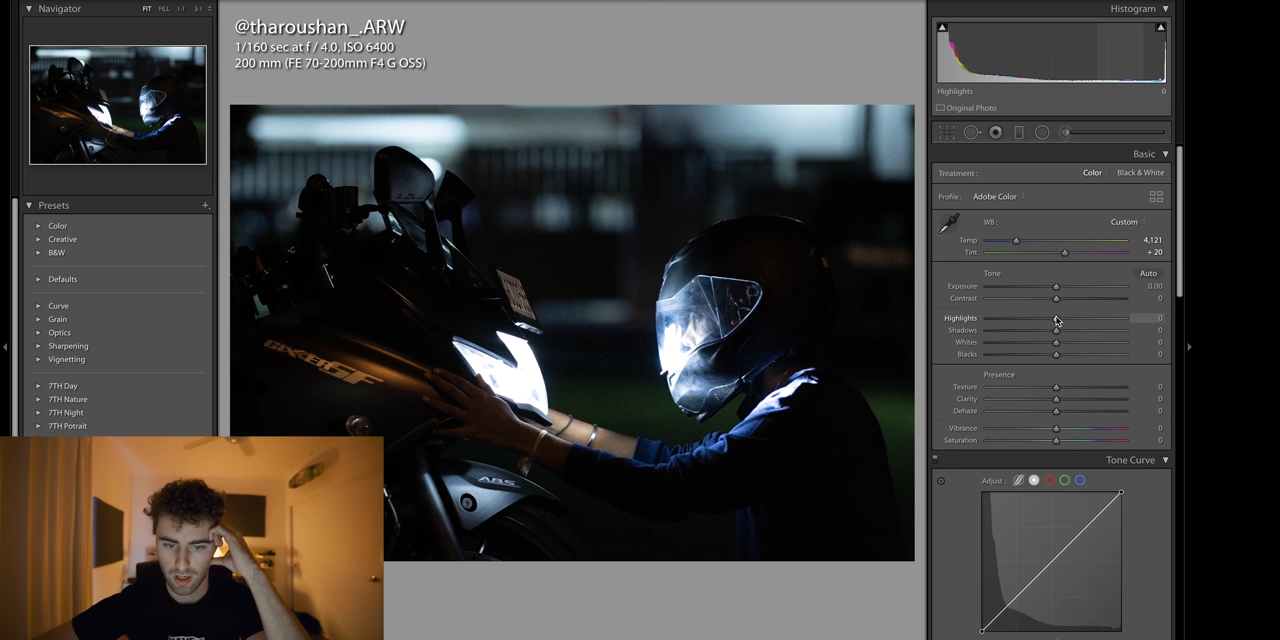 Navigator
FIT FILL 1:1 1:3
Presets
Color
Creative
B&W
Defaults
Curve
Grain
Optics
Sharpening
Vignetting
7TH Day
7TH Nature
7TH Night
7TH Potrait
@tharoushan_.ARW
1/160 sec at f / 4.0, ISO 6400
200 mm (FE 70-200mm F4 G OSS)
GIXXER SF
ABS
Histogram
Highlights 0
Original Photo
Basic
Treatment : Color Black & White
Profile : Adobe Color
WB : Custom
Temp 4,121
Tint + 20
Tone Auto
Exposure 0.00
Contrast 0
Highlights 0
Shadows 0
Whites 0
Blacks 0
Presence
Texture 0
Clarity 0
Dehaze 0
Vibrance 0
Saturation 0
Tone Curve
Adjust :